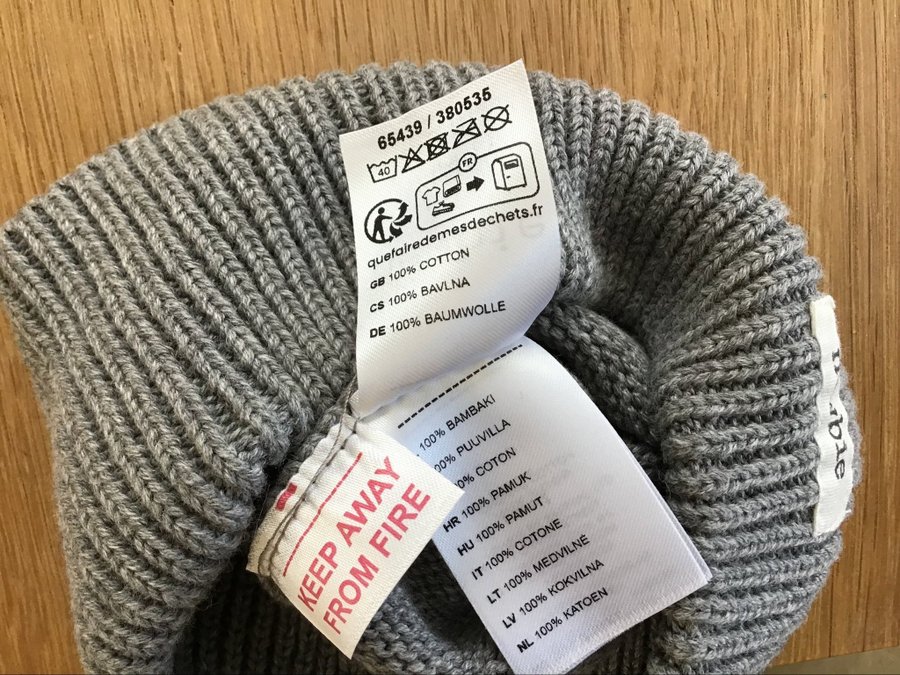 65439 / 380535
40
FR
quefairedemesdechets.fr
GB 100% COTTON
CS 100% BAVLNA
DE 100% BAUMWOLLE
100% BAMBAKI
100% PUUVILLA
100% COTON
HR 100% PAMUK
HU 100% PAMUT
IT 100% COTONE
LT 100% MEDVILNĖ
LV 100% KOKVILNA
NL 100% KATOEN
KEEP AWAY
FROM FIRE